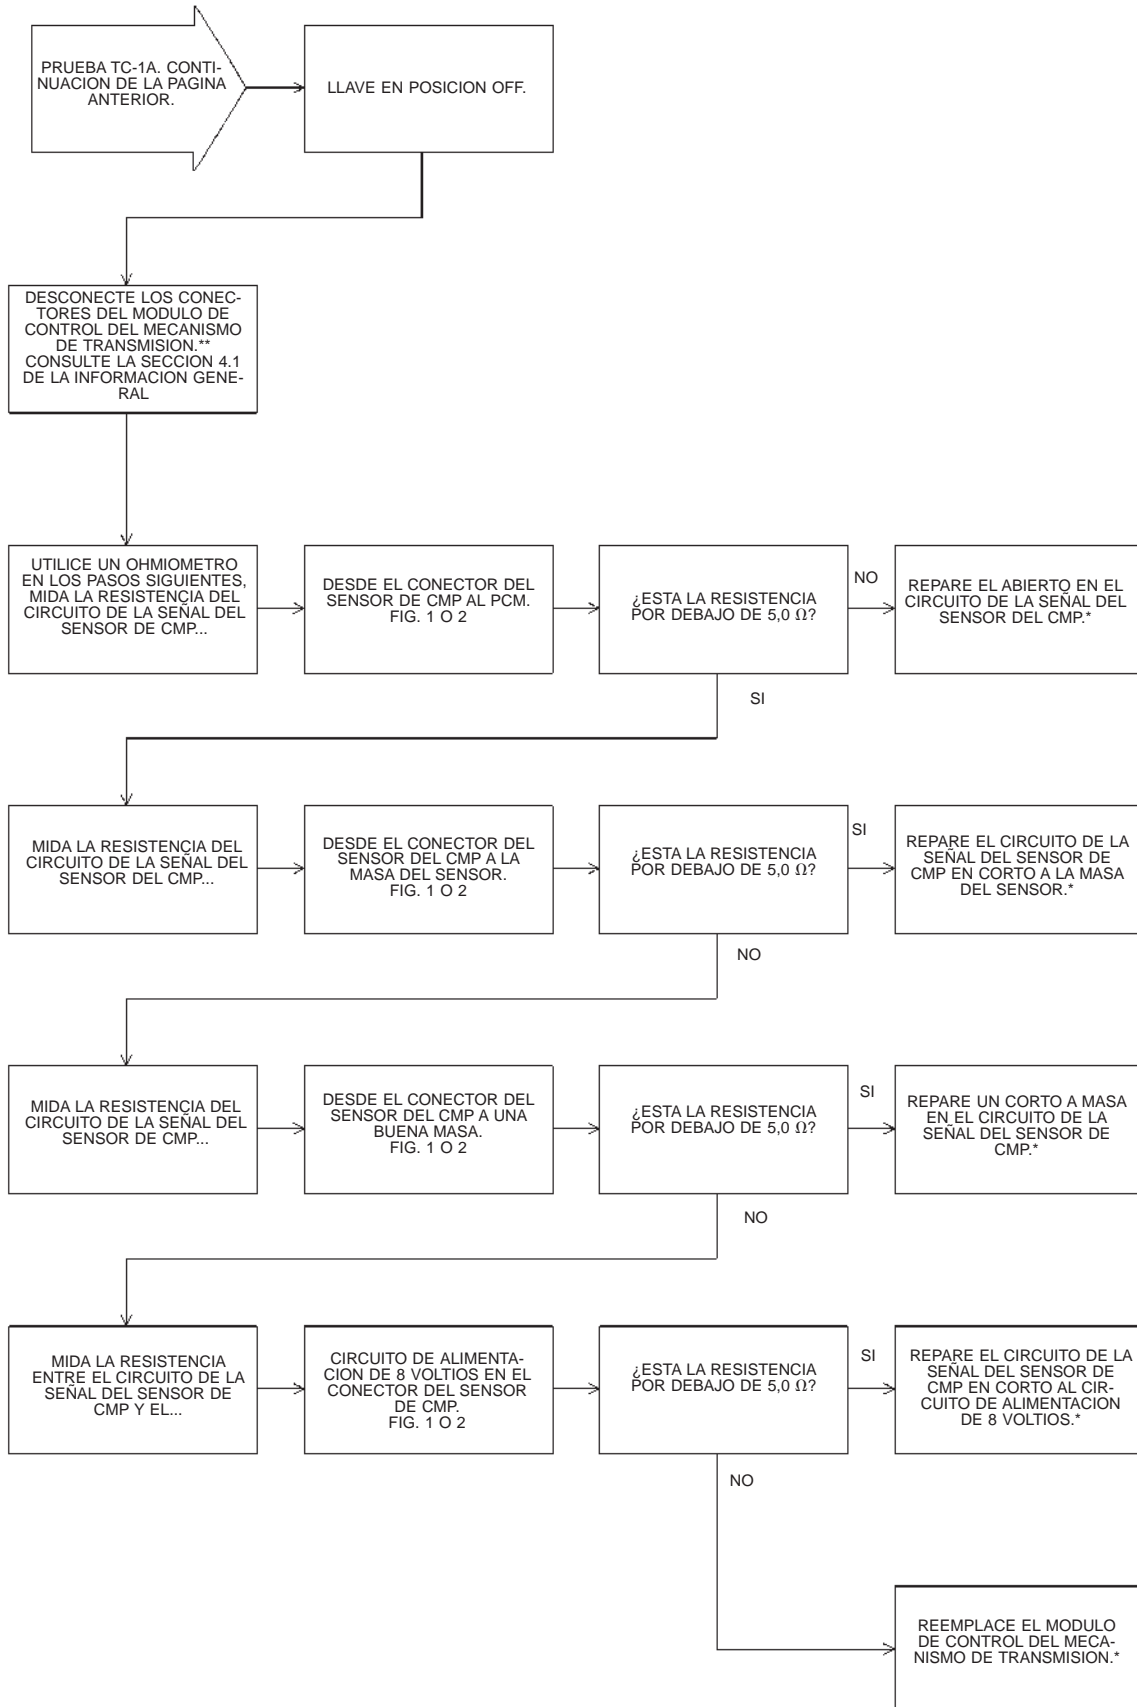 PRUEBA TC-1A. CONTI-
NUACION DE LA PAGINA
ANTERIOR.
LLAVE EN POSICION OFF.
DESCONECTE LOS CONEC-
TORES DEL MODULO DE
CONTROL DEL MECANISMO
DE TRANSMISION.**
CONSULTE LA SECCION 4.1
DE LA INFORMACION GENE-
RAL
UTILICE UN OHMIOMETRO
EN LOS PASOS SIGUIENTES,
MIDA LA RESISTENCIA DEL
CIRCUITO DE LA SEÑAL DEL
SENSOR DE CMP...
DESDE EL CONECTOR DEL
SENSOR DE CMP AL PCM.
FIG. 1 O 2
¿ESTA LA RESISTENCIA
POR DEBAJO DE 5,0 Ω?
NO
REPARE EL ABIERTO EN EL
CIRCUITO DE LA SEÑAL DEL
SENSOR DEL CMP.*
SI
MIDA LA RESISTENCIA DEL
CIRCUITO DE LA SEÑAL DEL
SENSOR DEL CMP...
DESDE EL CONECTOR DEL
SENSOR DEL CMP A LA
MASA DEL SENSOR.
FIG. 1 O 2
¿ESTA LA RESISTENCIA
POR DEBAJO DE 5,0 Ω?
SI
REPARE EL CIRCUITO DE LA
SEÑAL DEL SENSOR DE
CMP EN CORTO A LA MASA
DEL SENSOR.*
NO
MIDA LA RESISTENCIA DEL
CIRCUITO DE LA SEÑAL DEL
SENSOR DE CMP...
DESDE EL CONECTOR DEL
SENSOR DEL CMP A UNA
BUENA MASA.
FIG. 1 O 2
¿ESTA LA RESISTENCIA
POR DEBAJO DE 5,0 Ω?
SI
REPARE UN CORTO A MASA
EN EL CIRCUITO DE LA
SEÑAL DEL SENSOR DE
CMP.*
NO
MIDA LA RESISTENCIA
ENTRE EL CIRCUITO DE LA
SEÑAL DEL SENSOR DE
CMP Y EL...
CIRCUITO DE ALIMENTA-
CION DE 8 VOLTIOS EN EL
CONECTOR DEL SENSOR
DE CMP.
FIG. 1 O 2
¿ESTA LA RESISTENCIA
POR DEBAJO DE 5,0 Ω?
SI
REPARE EL CIRCUITO DE LA
SEÑAL DEL SENSOR DE
CMP EN CORTO AL CIR-
CUITO DE ALIMENTACION
DE 8 VOLTIOS.*
NO
REEMPLACE EL MODULO
DE CONTROL DEL MECA-
NISMO DE TRANSMISION.*